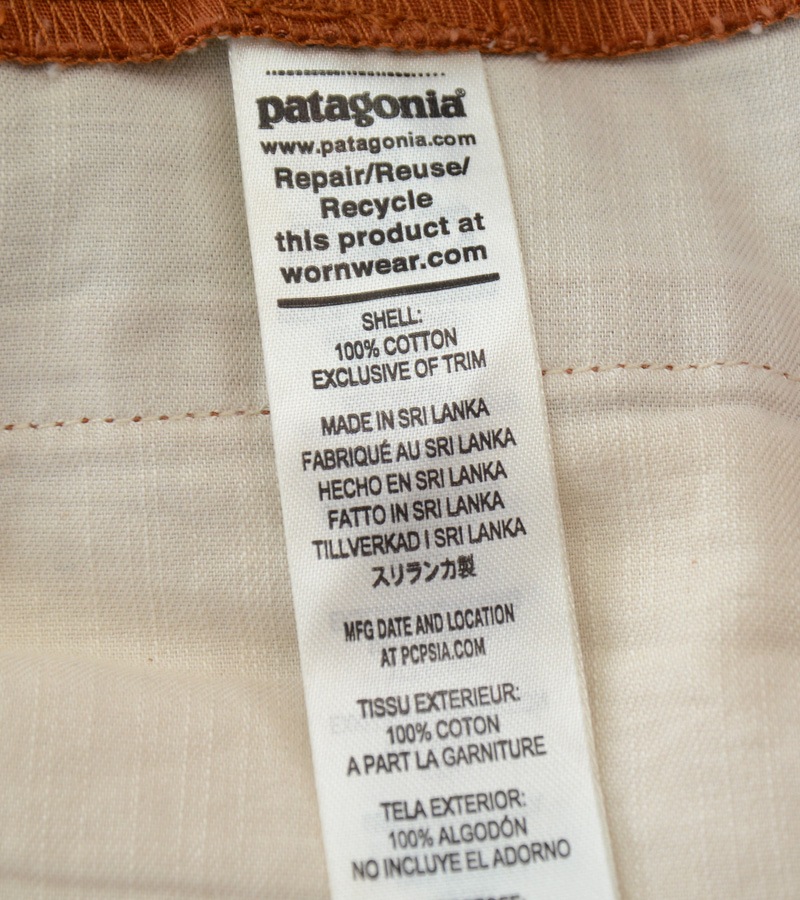 patagonia®
www.patagonia.com
Repair/Reuse/
Recycle
this product at
wornwear.com
SHELL:
100% COTTON
EXCLUSIVE OF TRIM
MADE IN SRI LANKA
FABRIQUÉ AU SRI LANKA
HECHO EN SRI LANKA
FATTO IN SRI LANKA
TILLVERKAD I SRI LANKA
スリランカ製
MFG DATE AND LOCATION
AT PCPSIA.COM
TISSU EXTERIEUR:
100% COTON
A PART LA GARNITURE
TELA EXTERIOR:
100% ALGODÓN
NO INCLUYE EL ADORNO